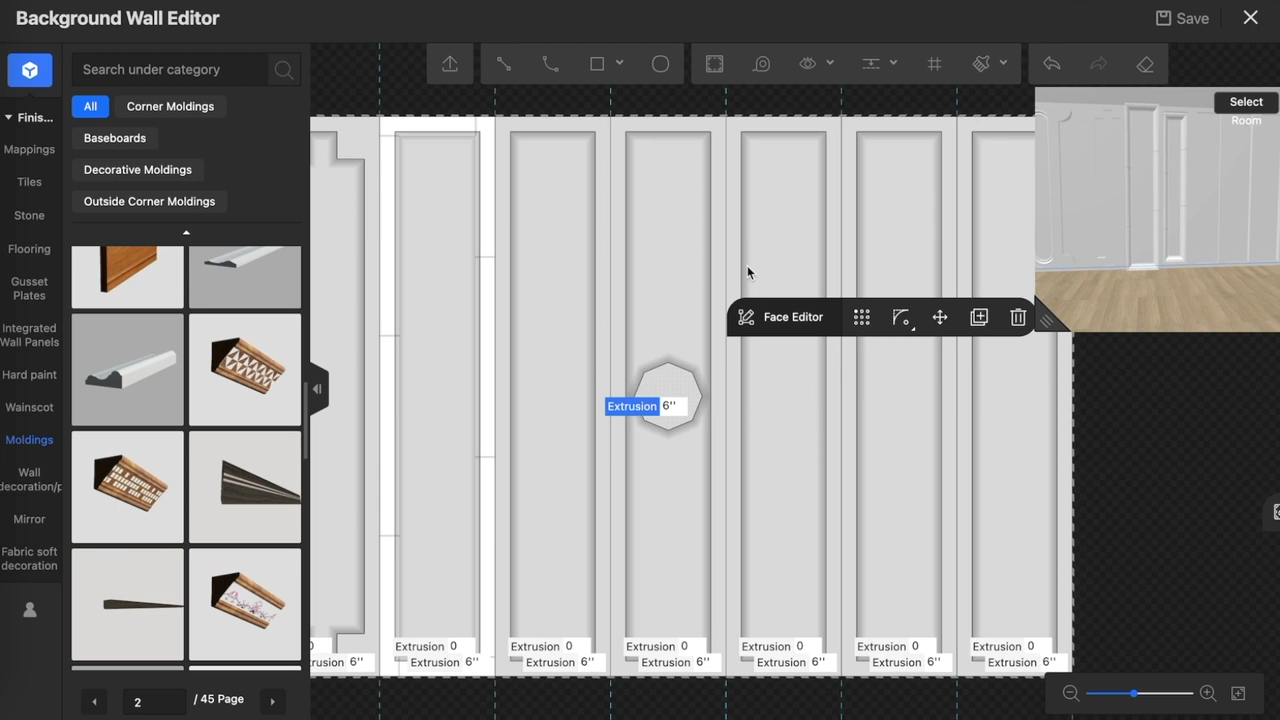 Background Wall Editor
Save
Search under category
All
Corner Moldings
Baseboards
Decorative Moldings
Outside Corner Moldings
Finis...
Mappings
Tiles
Stone
Flooring
Gusset
Plates
Integrated
Wall Panels
Hard paint
Wainscot
Moldings
Wall
decoration/p
Mirror
Fabric soft
decoration
2 / 45 Page
Select
Room
Face Editor
Extrusion 6''
0
Extrusion 0
Extrusion 0
Extrusion 0
Extrusion 0
Extrusion 0
Extrusion 0
trusion 6''
Extrusion 6''
Extrusion 6''
Extrusion 6''
Extrusion 6''
Extrusion 6''
Extrusion 6''